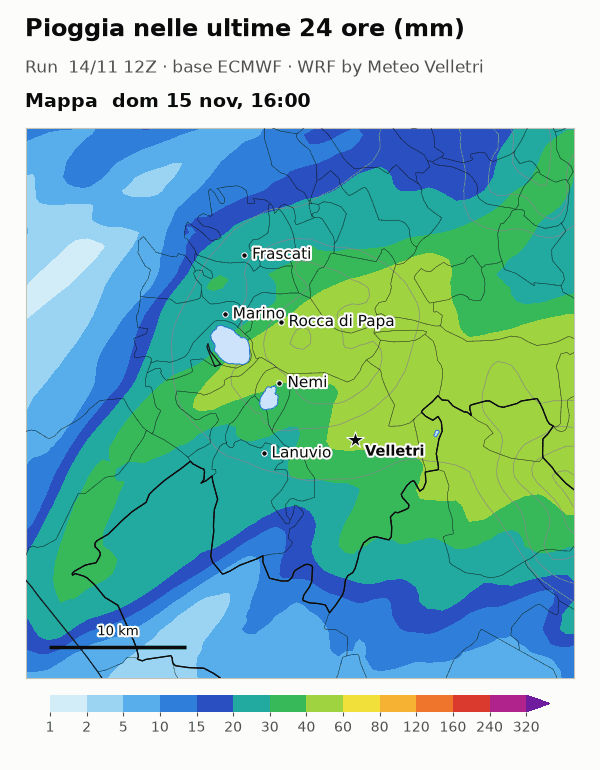 Pioggia nelle ultime 24 ore (mm)
Run  14/11 12Z · base ECMWF · WRF by Meteo Velletri
Mappa  dom 15 nov, 16:00
Frascati
Marino
Rocca di Papa
Nemi
Velletri
Lanuvio
10 km
1 2 5 10 15 20 30 40 60 80 120 160 240 320